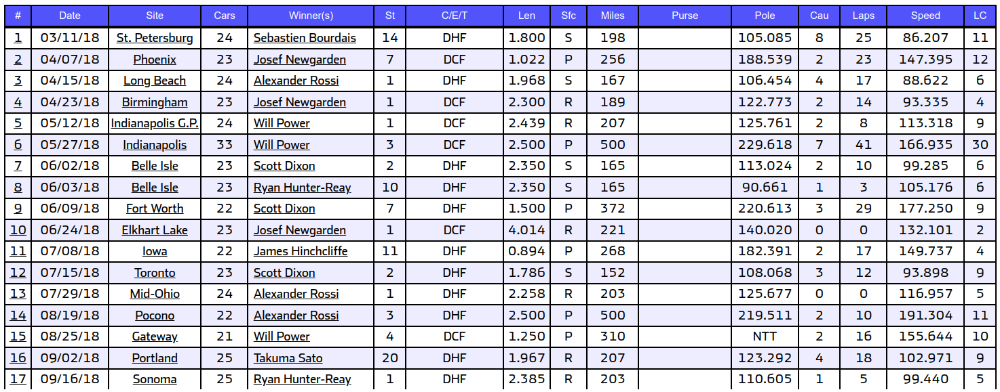 # Date Site Cars Winner(s) St C/E/T Len Sfc Miles Purse Pole Cau Laps Speed LC
1 03/11/18 St. Petersburg 24 Sebastien Bourdais 14 DHF 1.800 S 198 105.085 8 25 86.207 11
2 04/07/18 Phoenix 23 Josef Newgarden 7 DCF 1.022 P 256 188.539 2 23 147.395 12
3 04/15/18 Long Beach 24 Alexander Rossi 1 DHF 1.968 S 167 106.454 4 17 88.622 6
4 04/23/18 Birmingham 23 Josef Newgarden 1 DCF 2.300 R 189 122.773 2 14 93.335 4
5 05/12/18 Indianapolis G.P. 24 Will Power 1 DCF 2.439 R 207 125.761 2 8 113.318 9
6 05/27/18 Indianapolis 33 Will Power 3 DCF 2.500 P 500 229.618 7 41 166.935 30
7 06/02/18 Belle Isle 23 Scott Dixon 2 DHF 2.350 S 165 113.024 2 10 99.285 6
8 06/03/18 Belle Isle 23 Ryan Hunter-Reay 10 DHF 2.350 S 165 90.661 1 3 105.176 6
9 06/09/18 Fort Worth 22 Scott Dixon 7 DHF 1.500 P 372 220.613 3 29 177.250 9
10 06/24/18 Elkhart Lake 23 Josef Newgarden 1 DCF 4.014 R 221 140.020 0 0 132.101 2
11 07/08/18 Iowa 22 James Hinchcliffe 11 DHF 0.894 P 268 182.391 2 17 149.737 4
12 07/15/18 Toronto 23 Scott Dixon 2 DHF 1.786 S 152 108.068 3 12 93.898 9
13 07/29/18 Mid-Ohio 24 Alexander Rossi 1 DHF 2.258 R 203 125.677 0 0 116.957 5
14 08/19/18 Pocono 22 Alexander Rossi 3 DHF 2.500 P 500 219.511 2 10 191.304 11
15 08/25/18 Gateway 21 Will Power 4 DCF 1.250 P 310 NTT 2 16 155.644 10
16 09/02/18 Portland 25 Takuma Sato 20 DHF 1.967 R 207 123.292 4 18 102.971 9
17 09/16/18 Sonoma 25 Ryan Hunter-Reay 1 DHF 2.385 R 203 110.605 1 5 99.440 5